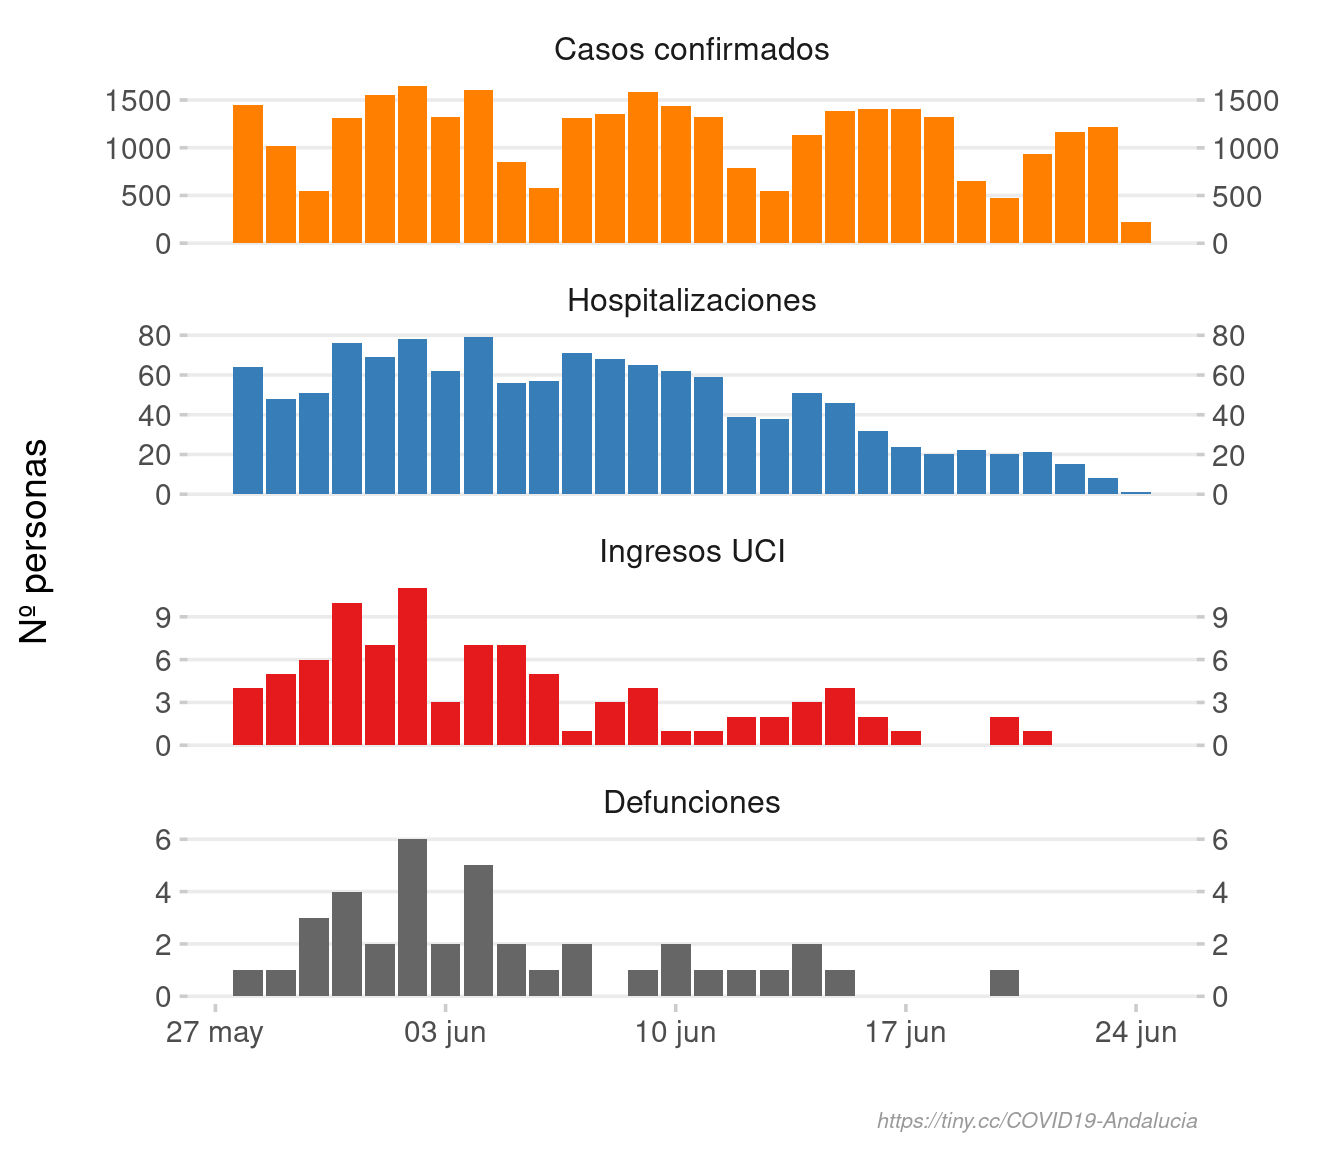 Casos confirmados
1500 1500
1000 1000
500 500
0 0
Hospitalizaciones
80 80
60 60
40 40
20 20
0 0
Nº personas
Ingresos UCI
9 9
6 6
3 3
0 0
Defunciones
6 6
4 4
2 2
0 0
27 may 03 jun 10 jun 17 jun 24 jun
https://tiny.cc/COVID19-Andalucia